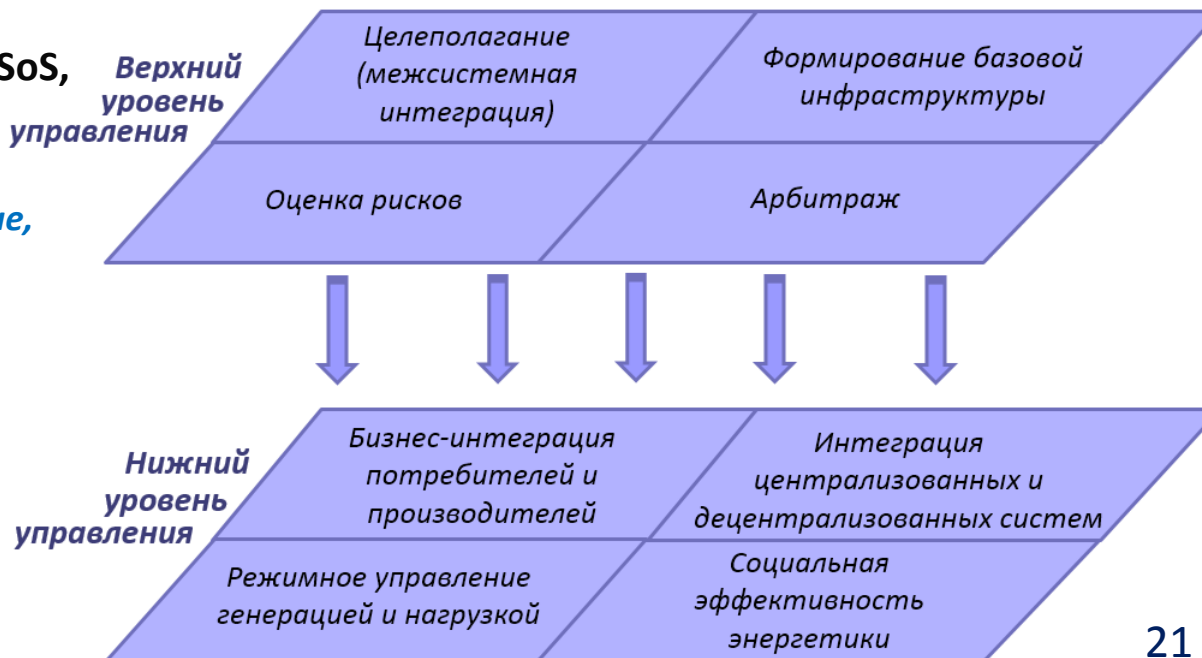 SoS,
Верхний
уровень
управления
Целеполагание
(межсистемная
интеграция)
Формирование базовой
инфраструктуры
Оценка рисков
Арбитраж
Нижний
уровень
управления
Бизнес-интеграция
потребителей и
производителей
Интеграция
централизованных и
децентрализованных систем
Режимное управление
генерацией и нагрузкой
Социальная
эффективность
энергетики
21